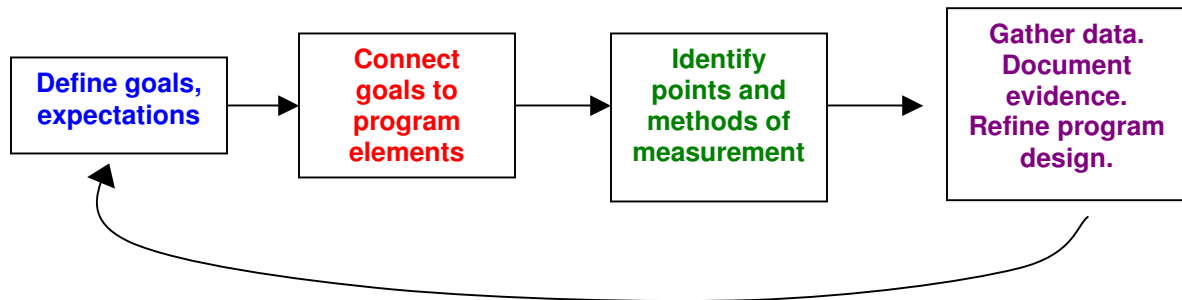 Define goals,
expectations
Connect
goals to
program
elements
Identify
points and
methods of
measurement
Gather data.
Document
evidence.
Refine program
design.